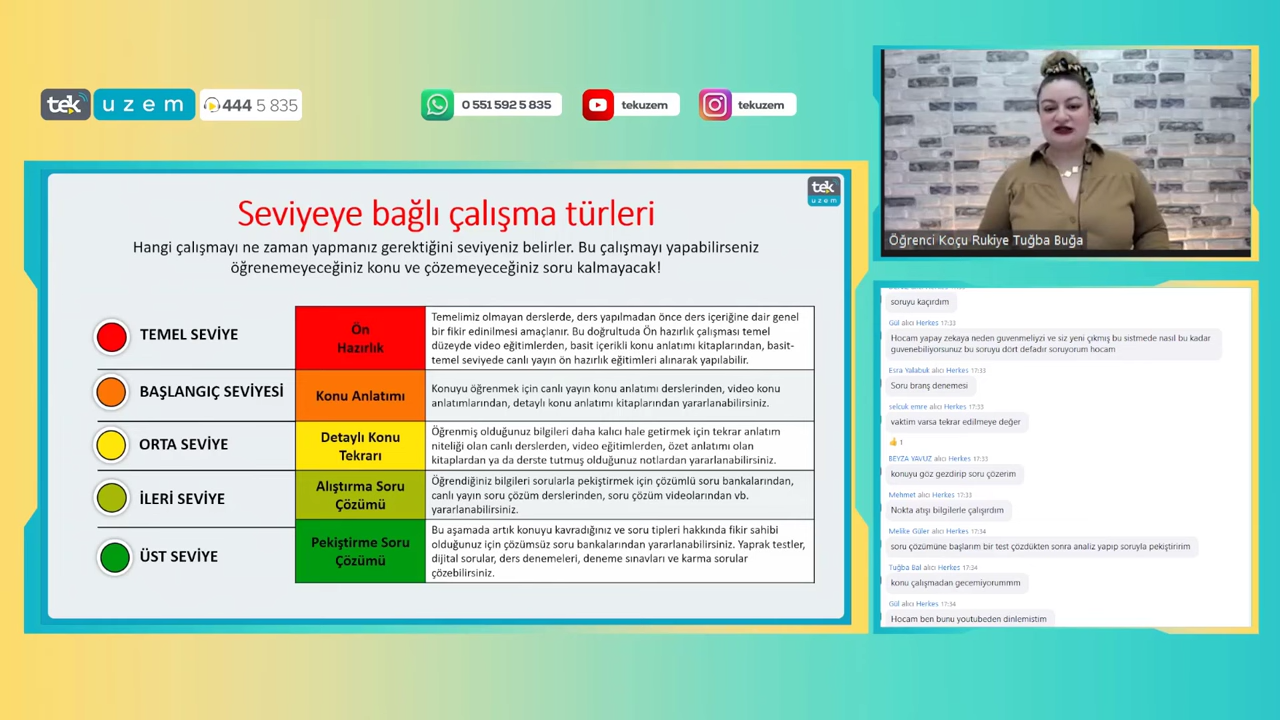 tek uzem 444 5 835
0 551 592 5 835
tekuzem
tekuzem
tek
uzem
Seviyeye bağlı çalışma türleri
Hangi çalışmayı ne zaman yapmanız gerektiğini seviyeniz belirler. Bu çalışmayı yapabilirseniz
öğrenemeyeceğiniz konu ve çözemeyeceğiniz soru kalmayacak!
TEMEL SEVİYE
Ön
Hazırlık
Temelimiz olmayan derslerde, ders yapılmadan önce ders içeriğine dair genel
bir fikir edinilmesi amaçlanır. Bu doğrultuda Ön hazırlık çalışması temel
düzeyde video eğitimlerden, basit içerikli konu anlatımı kitaplarından, basit-
temel seviyede canlı yayın ön hazırlık eğitimleri alınarak yapılabilir.
BAŞLANGIÇ SEVİYESİ
Konu Anlatımı
Konuyu öğrenmek için canlı yayın konu anlatımı derslerinden, video konu
anlatımlarından, detaylı konu anlatımı kitaplarından yararlanabilirsiniz.
ORTA SEVİYE
Detaylı Konu
Tekrarı
Öğrenmiş olduğunuz bilgileri daha kalıcı hale getirmek için tekrar anlatım
niteliği olan canlı derslerden, video eğitimlerden, özet anlatımı olan
kitaplardan ya da derste tutmuş olduğunuz notlardan yararlanabilirsiniz.
İLERİ SEVİYE
Alıştırma Soru
Çözümü
Öğrendiğiniz bilgileri sorularla pekiştirmek için çözümlü soru bankalarından,
canlı yayın soru çözüm derslerinden, soru çözüm videolarından vb.
yararlanabilirsiniz.
ÜST SEVİYE
Pekiştirme Soru
Çözümü
Bu aşamada artık konuyu kavradığınız ve soru tipleri hakkında fikir sahibi
olduğunuz için çözümsüz soru bankalarından yararlanabilirsiniz. Yaprak testler,
dijital sorular, ders denemeleri, deneme sınavları ve karma sorular
çözebilirsiniz.
Öğrenci Koçu Rukiye Tuğba Buğa
soruyu kaçırdım
Gül alıcı Herkes 17:33
Hocam yapay zekaya neden guvenmeliyzi ve siz yeni çıkmış bu sistemde nasıl bu kadar
guvenebiliyorsunuz bu soruyu dört defadır soruyorum hocam
Esra Yallabuk alıcı Herkes 17:33
Soru branş denemesi
selcuk emre alıcı Herkes 17:33
vaktim varsa tekrar edilmeye değer
1
BEYZA YAVUZ alıcı Herkes 17:33
konuyu göz gezdirip soru çözerim
Mehmet alıcı Herkes 17:33
Nokta atışı bilgilerle çalışırdım
Melike Güler alıcı Herkes 17:34
soru çözümüne başlarım bir test çözdükten sonra analiz yapıp soruyla pekiştiririm
Tuğba Bal alıcı Herkes 17:34
konu çalışmadan gecemiyorummm
Gül alıcı Herkes 17:34
Hocam ben bunu youtubeden dinlemistim